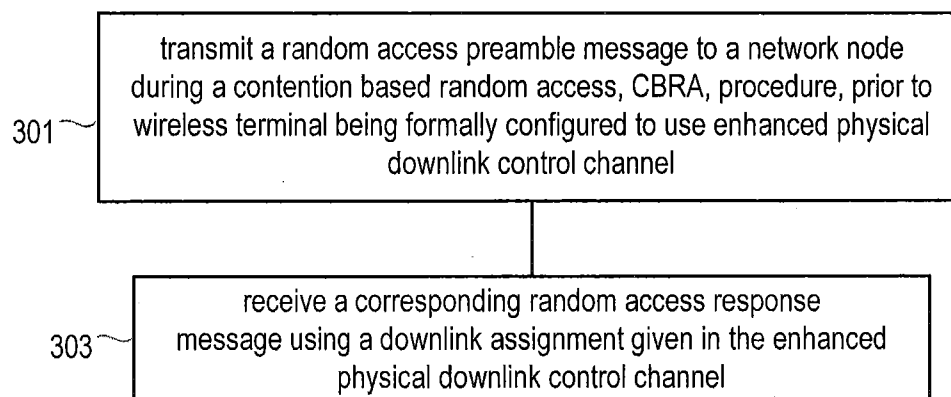 transmit a random access preamble message to a network node
during a contention based random access, CBRA, procedure, prior to
wireless terminal being formally configured to use enhanced physical
downlink control channel
301
receive a corresponding random access response
message using a downlink assignment given in the enhanced
physical downlink control channel
303